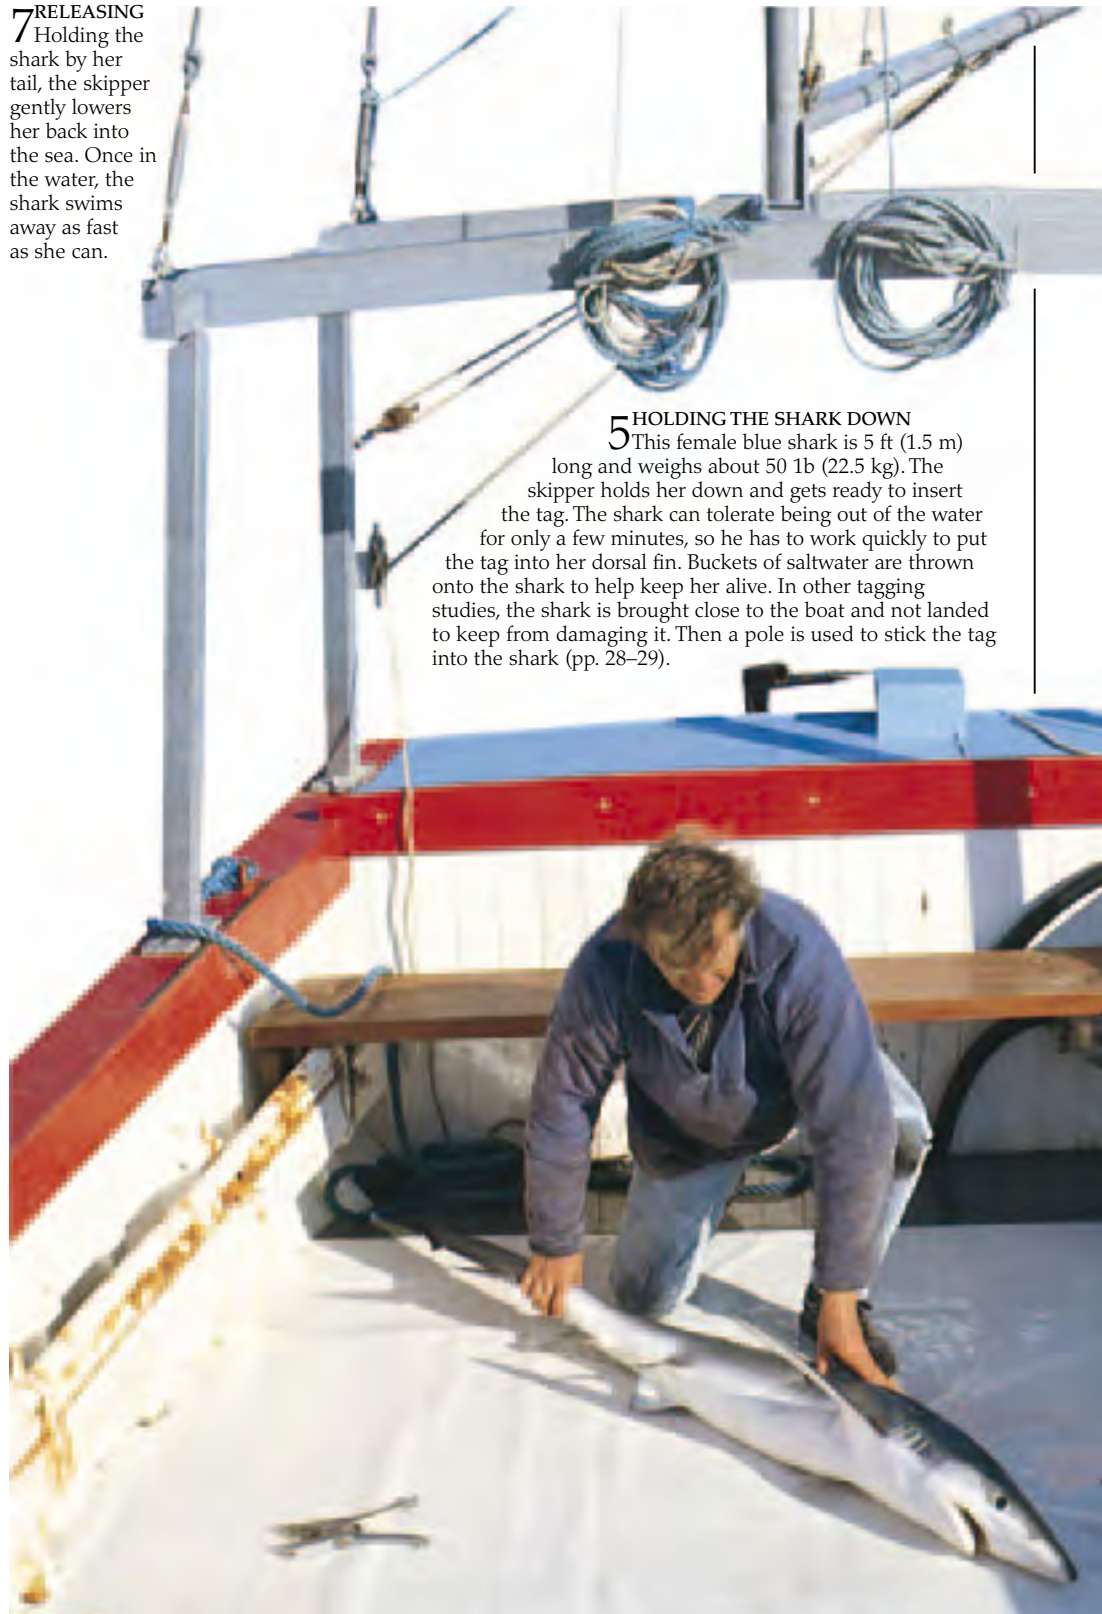 7 RELEASING
Holding the
shark by her
tail, the skipper
gently lowers
her back into
the sea. Once in
the water, the
shark swims
away as fast
as she can.
5 HOLDING THE SHARK DOWN
This female blue shark is 5 ft (1.5 m)
long and weighs about 50 1b (22.5 kg). The
skipper holds her down and gets ready to insert
the tag. The shark can tolerate being out of the water
for only a few minutes, so he has to work quickly to put
the tag into her dorsal fin. Buckets of saltwater are thrown
onto the shark to help keep her alive. In other tagging
studies, the shark is brought close to the boat and not landed
to keep from damaging it. Then a pole is used to stick the tag
into the shark (pp. 28–29).